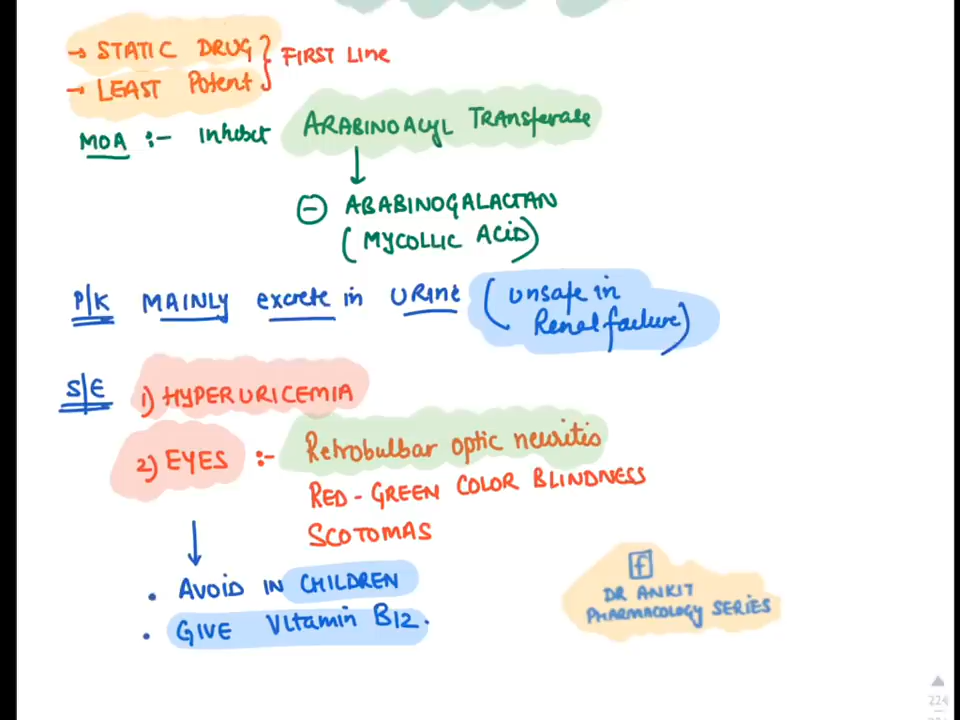 → STATIC DRUG
→ LEAST Potent
} FIRST LINE
MOA :- Inhibit ARABINOACYL TRANSFERASE
↓
⊖ ARABINOGALACTAN
(MYCOLLIC ACID)
P/K MAINLY excrete in URINE (unsafe in
Renal failure)
S/E 1) HYPERURICEMIA
2) EYES :- Retrobulbar optic neuritis
RED-GREEN COLOR BLINDNESS
SCOTOMAS
↓
• AVOID IN CHILDREN
• GIVE Vitamin B12.
f
DR ANKIT
PHARMACOLOGY SERIES
224